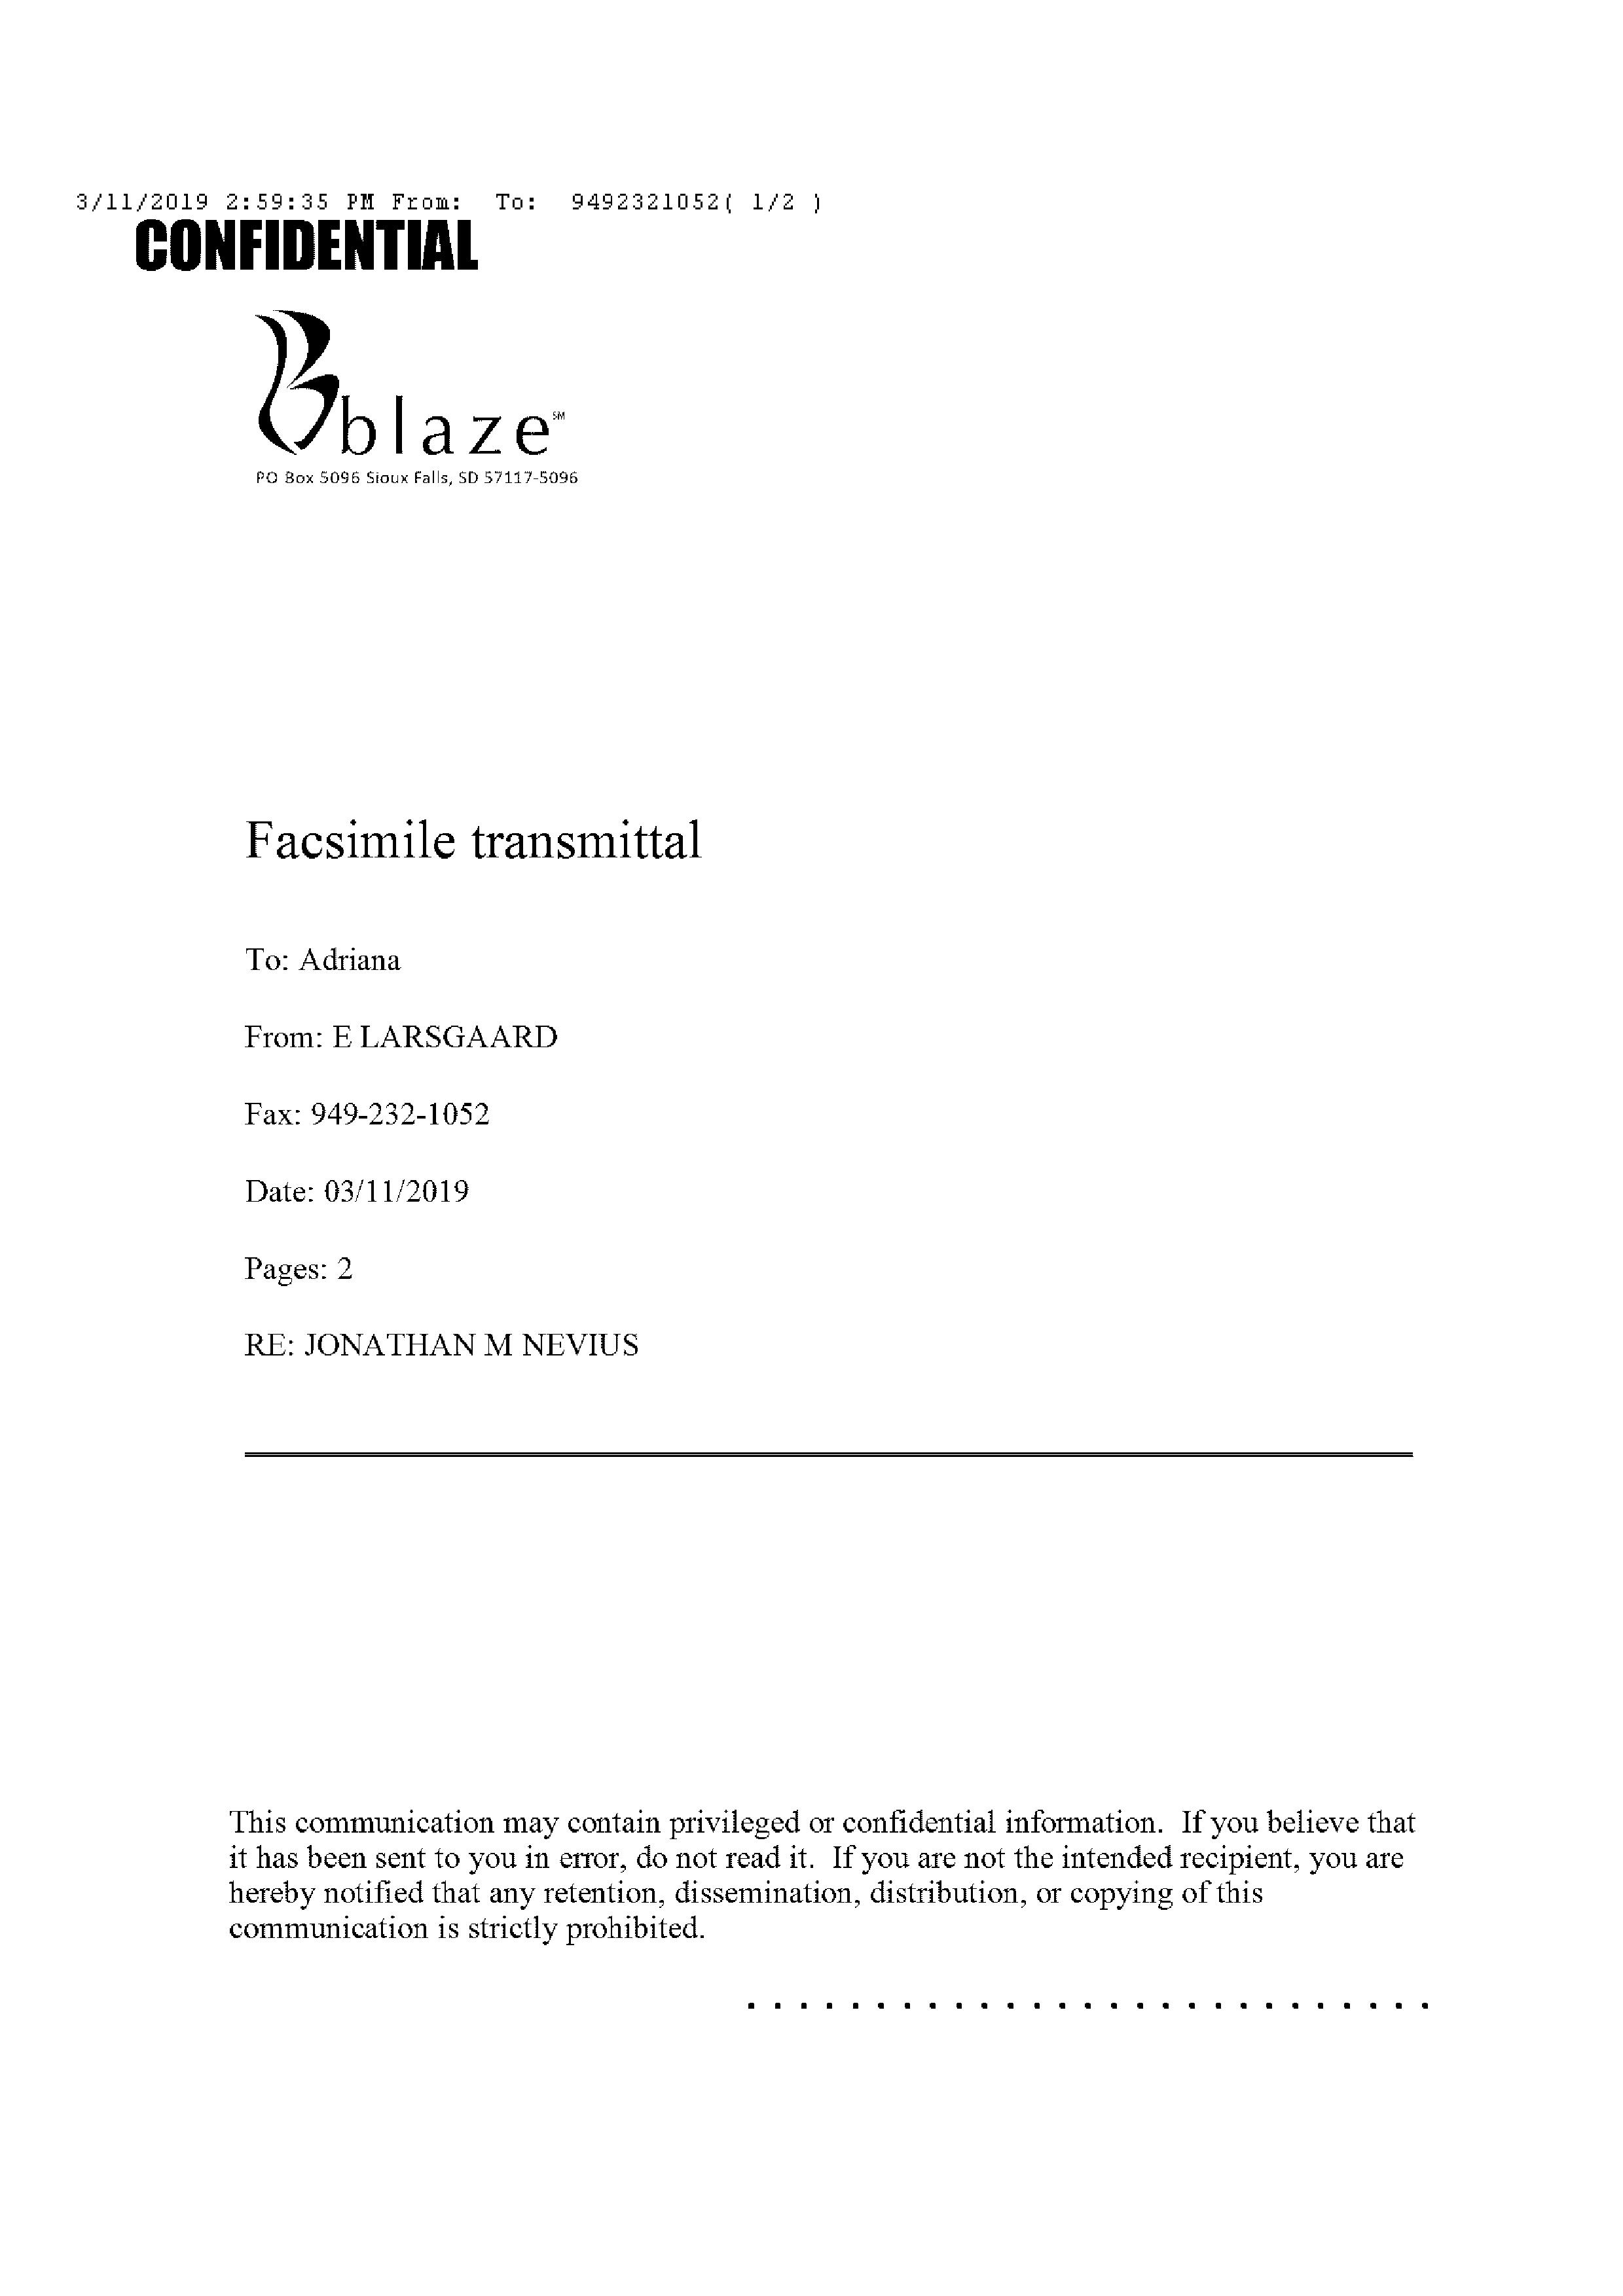 3/11/2019 2:59:35 PM From: To: 9492321052( 1/2 )
CONFIDENTIAL
blaze℠
PO Box 5096 Sioux Falls, SD 57117-5096
Facsimile transmittal
To: Adriana
From: E LARSGAARD
Fax: 949-232-1052
Date: 03/11/2019
Pages: 2
RE: JONATHAN M NEVIUS
This communication may contain privileged or confidential information. If you believe that
it has been sent to you in error, do not read it. If you are not the intended recipient, you are
hereby notified that any retention, dissemination, distribution, or copying of this
communication is strictly prohibited.
. . . . . . . . . . . . . . . . . . . . . . . . . . .